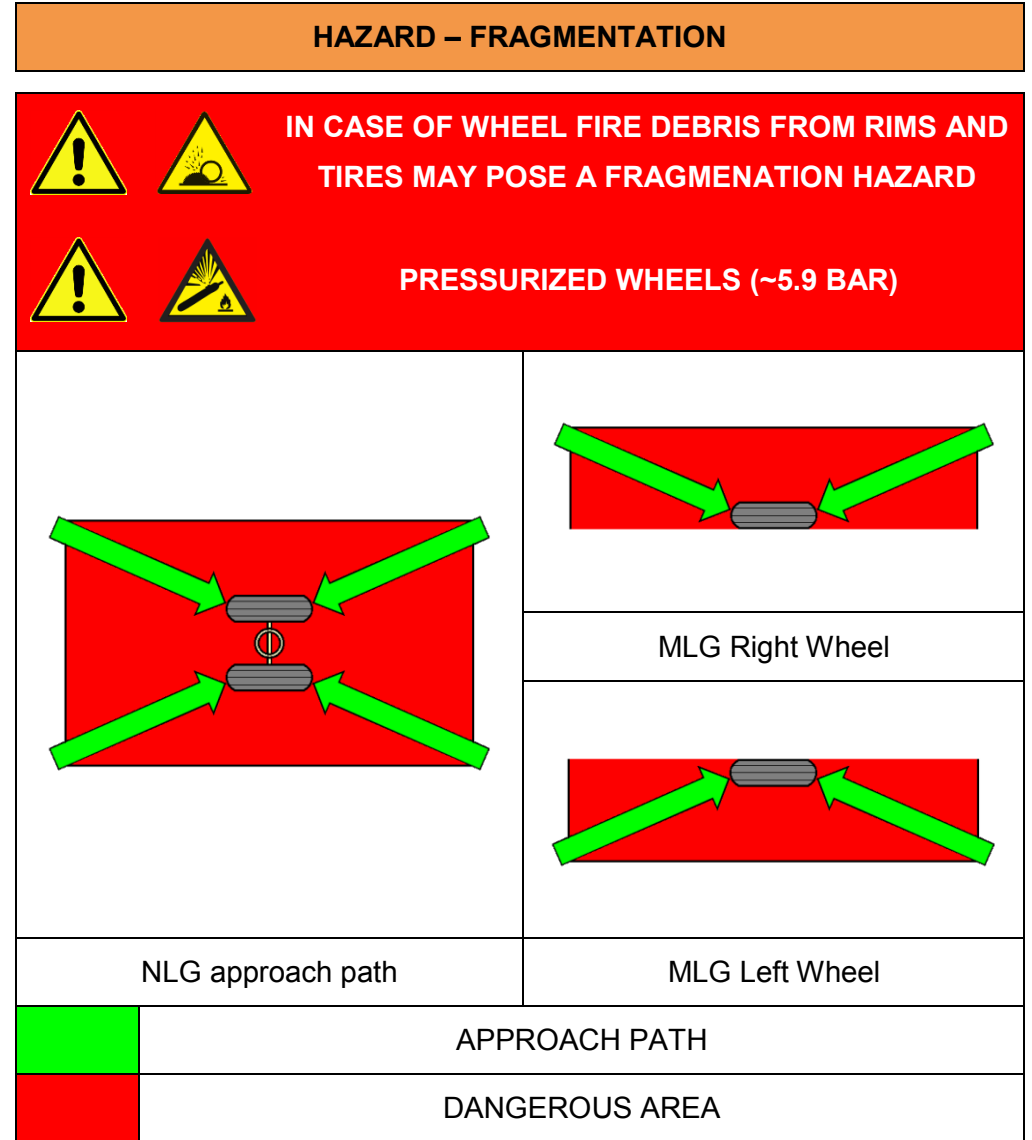 HAZARD – FRAGMENTATION
IN CASE OF WHEEL FIRE DEBRIS FROM RIMS AND
TIRES MAY POSE A FRAGMENATION HAZARD
PRESSURIZED WHEELS (~5.9 BAR)
MLG Right Wheel
NLG approach path
MLG Left Wheel
APPROACH PATH
DANGEROUS AREA